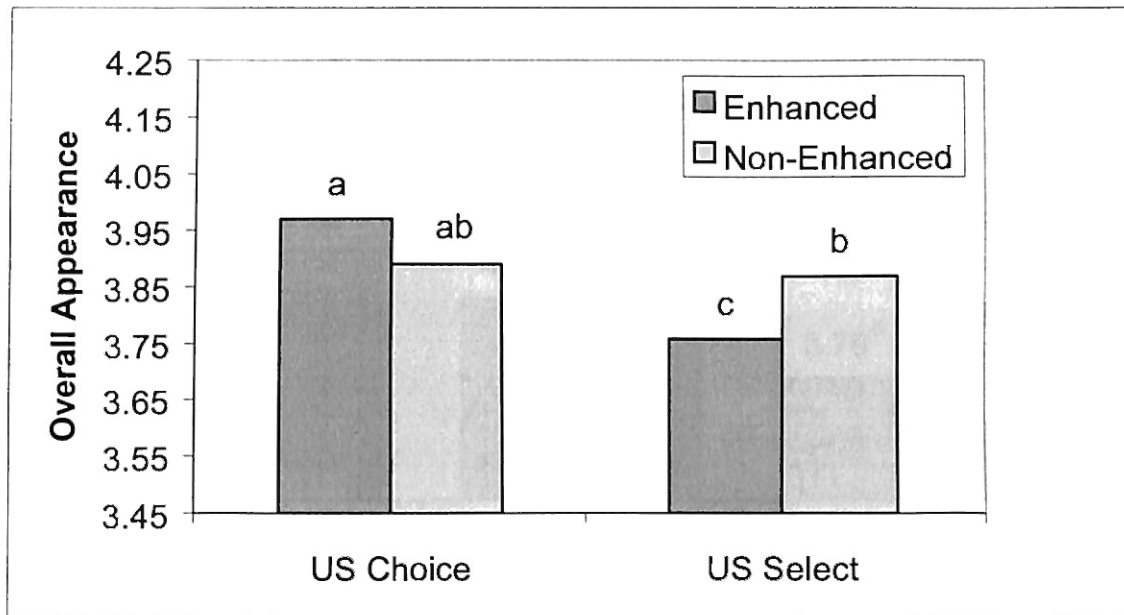 4.25
4.15
4.05
3.95
3.85
3.75
3.65
3.55
3.45
Overall Appearance
Enhanced
Non-Enhanced
a
ab
c
b
US Choice
US Select